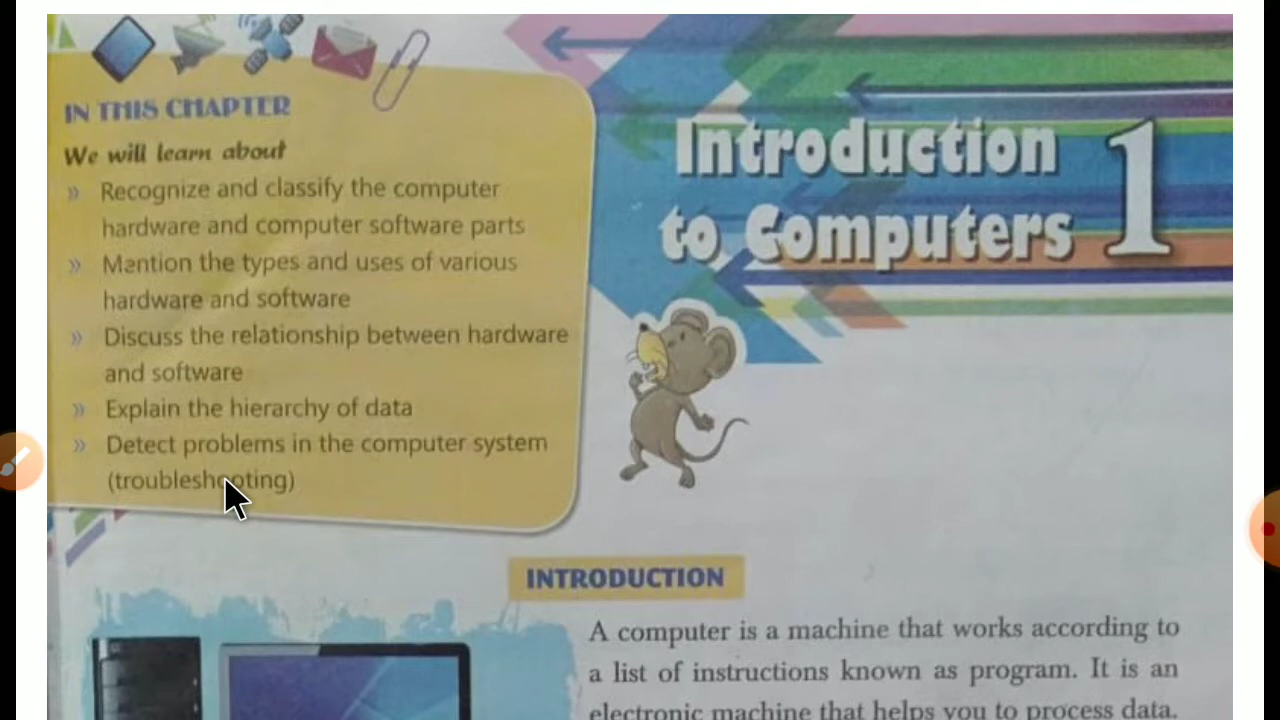 IN THIS CHAPTER
We will learn about
» Recognize and classify the computer
hardware and computer software parts
» Mention the types and uses of various
hardware and software
» Discuss the relationship between hardware
and software
» Explain the hierarchy of data
» Detect problems in the computer system
(troubleshooting)
Introduction
to Computers 1
INTRODUCTION
A computer is a machine that works according to
a list of instructions known as program. It is an
electronic machine that helps you to process data.